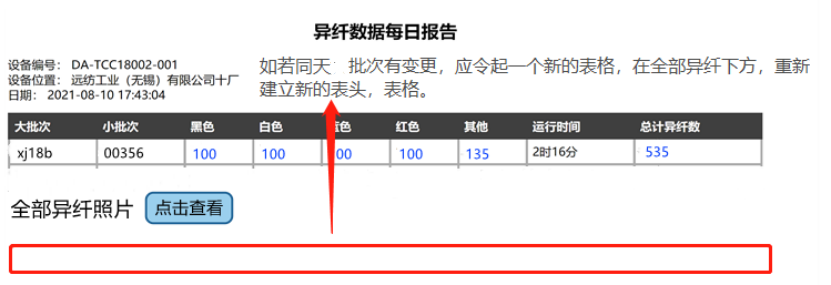 异纤数据每日报告
设备编号： DA-TCC18002-001
设备位置： 远纺工业（无锡）有限公司十厂
日期： 2021-08-10 17:43:04
如若同天 批次有变更，应令起一个新的表格，在全部异纤下方，重新
建立新的表头，表格。
大批次 小批次 黑色 白色 色 红色 其他 运行时间 总计异纤数
xj18b 00356 100 100 00 100 135 2时16分 535
全部异纤照片 点击查看